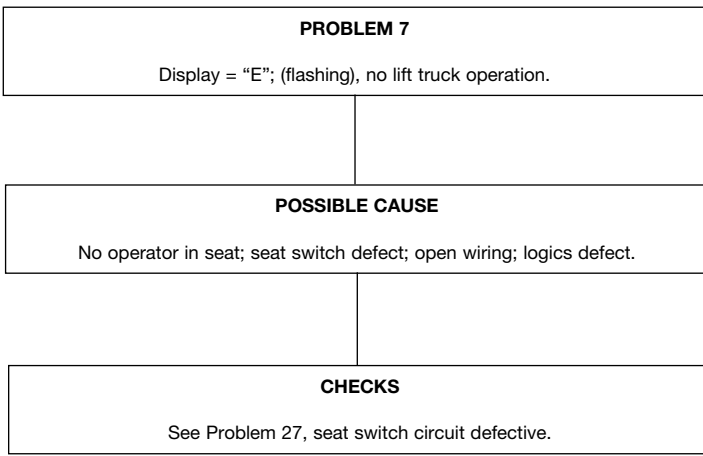 PROBLEM 7
Display = “E”; (flashing), no lift truck operation.
POSSIBLE CAUSE
No operator in seat; seat switch defect; open wiring; logics defect.
CHECKS
See Problem 27, seat switch circuit defective.